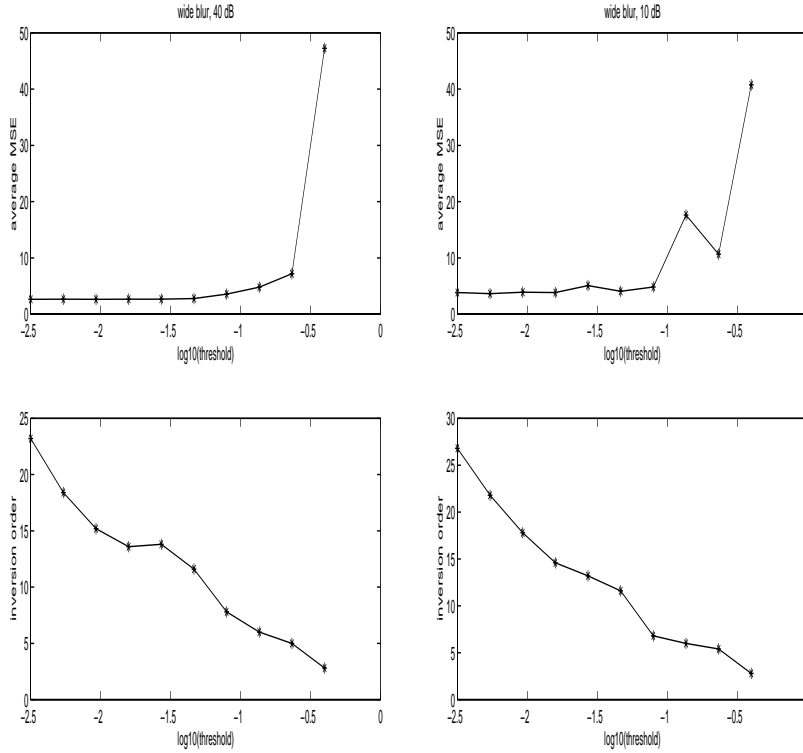 wide blur, 40 dB
50
40
30
20
10
0
average MSE
−2.5 −2 −1.5 −1 −0.5 0
log10(threshold)
wide blur, 10 dB
50
40
30
20
10
0
average MSE
−2.5 −2 −1.5 −1 −0.5
log10(threshold)
25
20
15
10
5
0
inversion order
−2.5 −2 −1.5 −1 −0.5 0
log10(threshold)
30
25
20
15
10
5
0
inversion order
−2.5 −2 −1.5 −1 −0.5
log10(threshold)